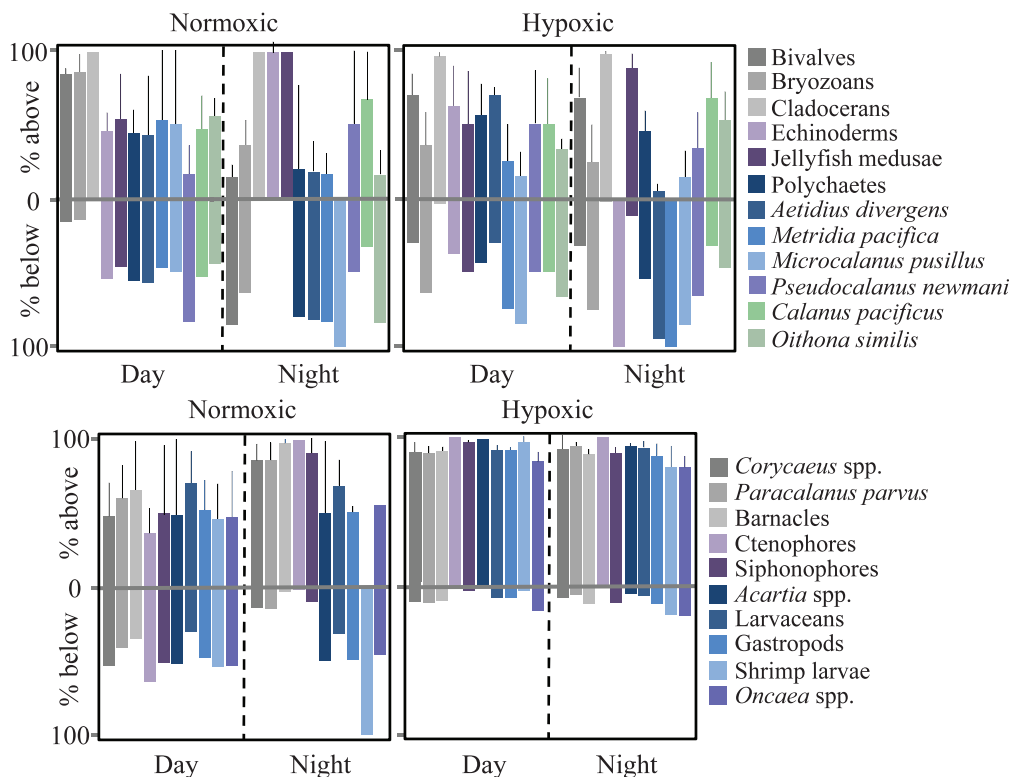 Normoxic
Hypoxic
100
% above
0
% below
100
Day
Night
Day
Night
Bivalves
Bryozoans
Cladocerans
Echinoderms
Jellyfish medusae
Polychaetes
Aetidius divergens
Metridia pacifica
Microcalanus pusillus
Pseudocalanus newmani
Calanus pacificus
Oithona similis
Normoxic
Hypoxic
100
% above
0
% below
100
Day
Night
Day
Night
Corycaeus spp.
Paracalanus parvus
Barnacles
Ctenophores
Siphonophores
Acartia spp.
Larvaceans
Gastropods
Shrimp larvae
Oncaea spp.